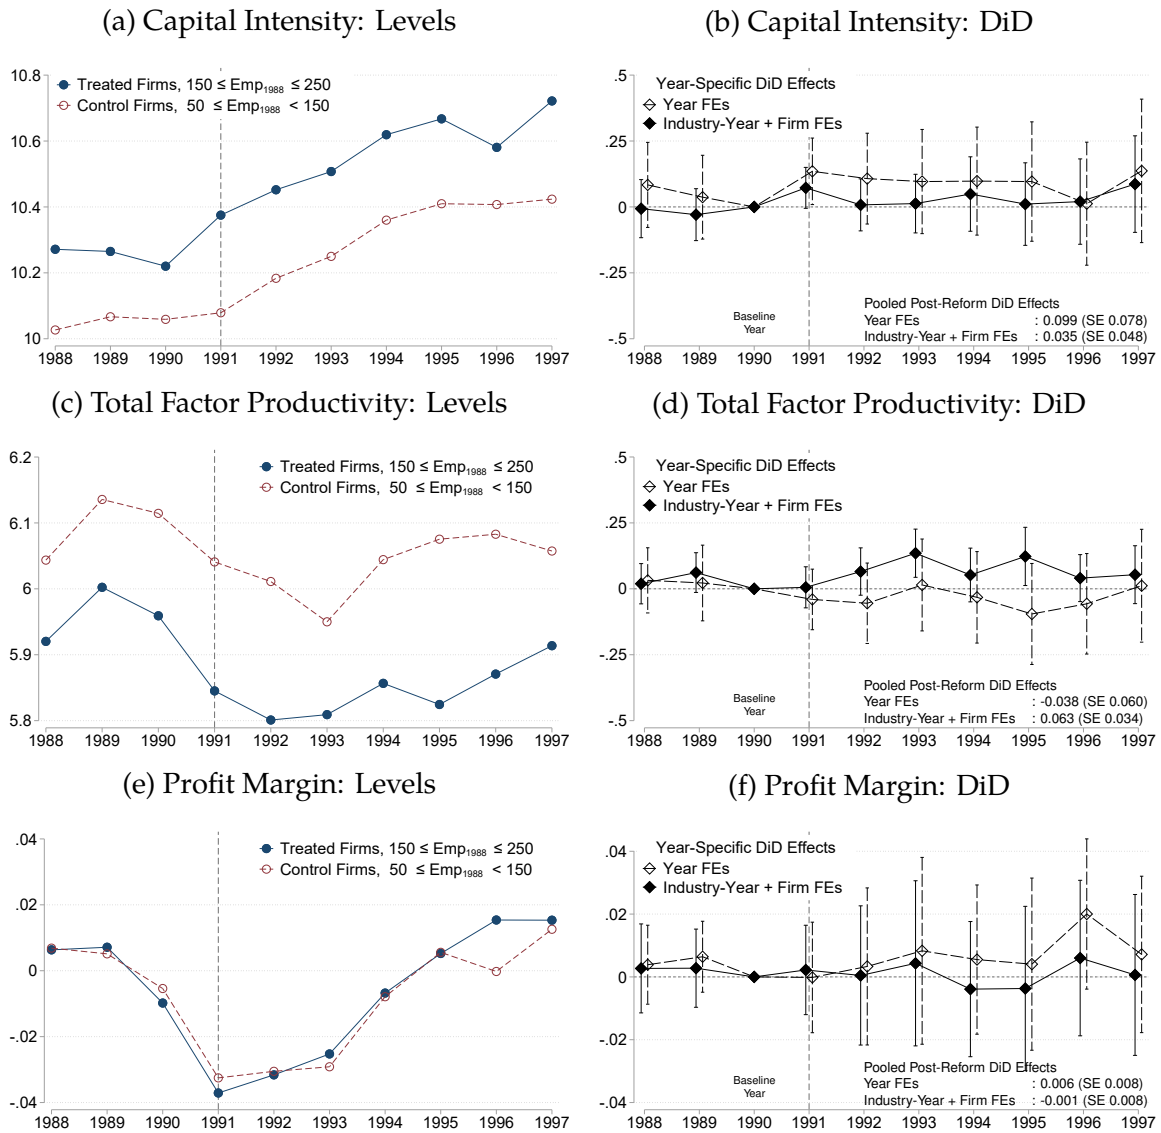 (a) Capital Intensity: Levels
10.8
10.6
10.4
10.2
10
Treated Firms, 150 ≤ Emp1988 ≤ 250
Control Firms, 50 ≤ Emp1988 < 150
1988 1989 1990 1991 1992 1993 1994 1995 1996 1997
(b) Capital Intensity: DiD
.5
.25
0
-.25
-.5
Year-Specific DiD Effects
Year FEs
Industry-Year + Firm FEs
Baseline
Year
Pooled Post-Reform DiD Effects
Year FEs : 0.099 (SE 0.078)
Industry-Year + Firm FEs : 0.035 (SE 0.048)
1988 1989 1990 1991 1992 1993 1994 1995 1996 1997
(c) Total Factor Productivity: Levels
6.2
6.1
6
5.9
5.8
Treated Firms, 150 ≤ Emp1988 ≤ 250
Control Firms, 50 ≤ Emp1988 < 150
1988 1989 1990 1991 1992 1993 1994 1995 1996 1997
(d) Total Factor Productivity: DiD
.5
.25
0
-.25
-.5
Year-Specific DiD Effects
Year FEs
Industry-Year + Firm FEs
Baseline
Year
Pooled Post-Reform DiD Effects
Year FEs : -0.038 (SE 0.060)
Industry-Year + Firm FEs : 0.063 (SE 0.034)
1988 1989 1990 1991 1992 1993 1994 1995 1996 1997
(e) Profit Margin: Levels
.04
.02
0
-.02
-.04
Treated Firms, 150 ≤ Emp1988 ≤ 250
Control Firms, 50 ≤ Emp1988 < 150
1988 1989 1990 1991 1992 1993 1994 1995 1996 1997
(f) Profit Margin: DiD
.04
.02
0
-.02
-.04
Year-Specific DiD Effects
Year FEs
Industry-Year + Firm FEs
Baseline
Year
Pooled Post-Reform DiD Effects
Year FEs : 0.006 (SE 0.008)
Industry-Year + Firm FEs : -0.001 (SE 0.008)
1988 1989 1990 1991 1992 1993 1994 1995 1996 1997